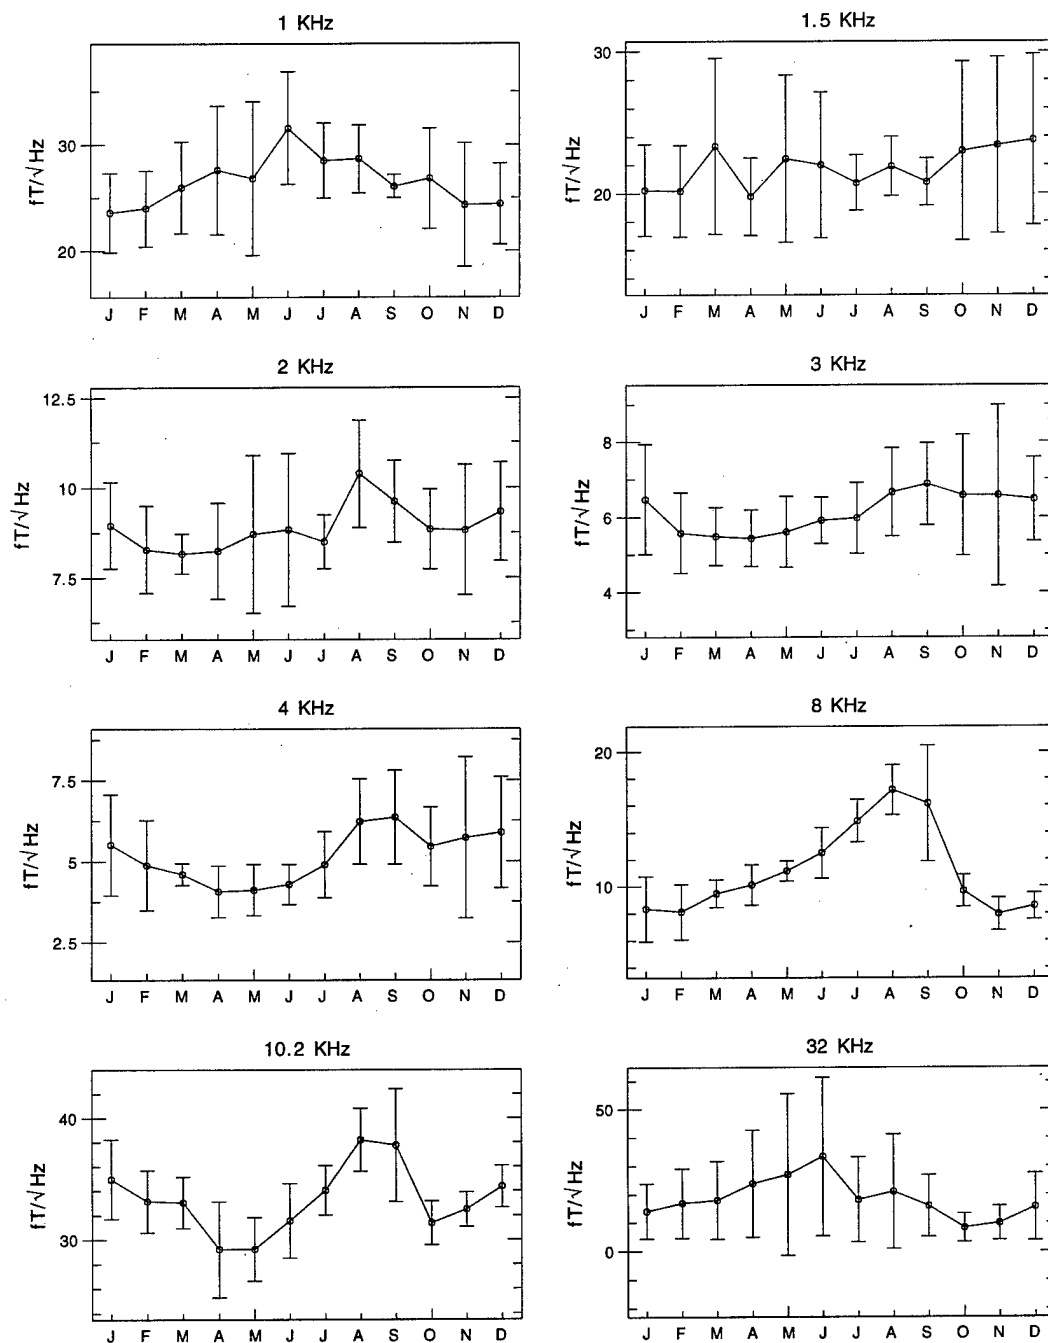 1 KHz
fT/√Hz
30
20
J F M A M J J A S O N D
1.5 KHz
fT/√Hz
30
20
J F M A M J J A S O N D
2 KHz
fT/√Hz
12.5
10
7.5
J F M A M J J A S O N D
3 KHz
fT/√Hz
8
6
4
J F M A M J J A S O N D
4 KHz
fT/√Hz
7.5
5
2.5
J F M A M J J A S O N D
8 KHz
fT/√Hz
20
10
J F M A M J J A S O N D
10.2 KHz
fT/√Hz
40
30
J F M A M J J A S O N D
32 KHz
fT/√Hz
50
0
J F M A M J J A S O N D